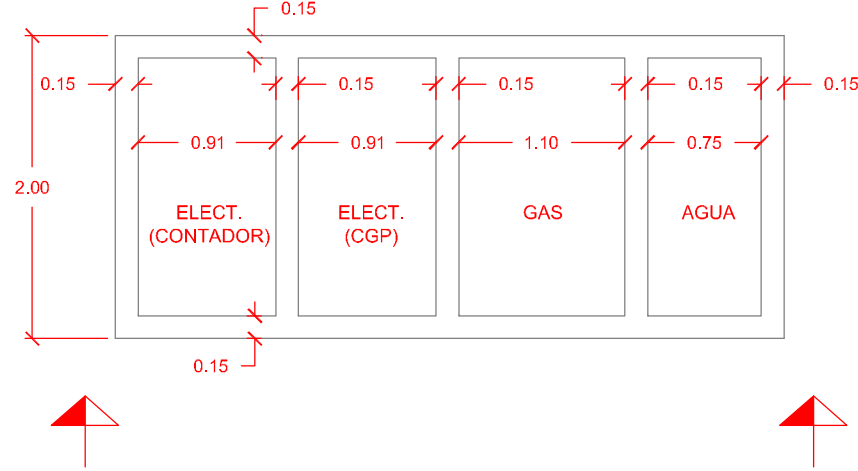 0.15
0.15 0.15 0.15 0.15 0.15
0.91 0.91 1.10 0.75
2.00
ELECT. ELECT. GAS AGUA
(CONTADOR) (CGP)
0.15